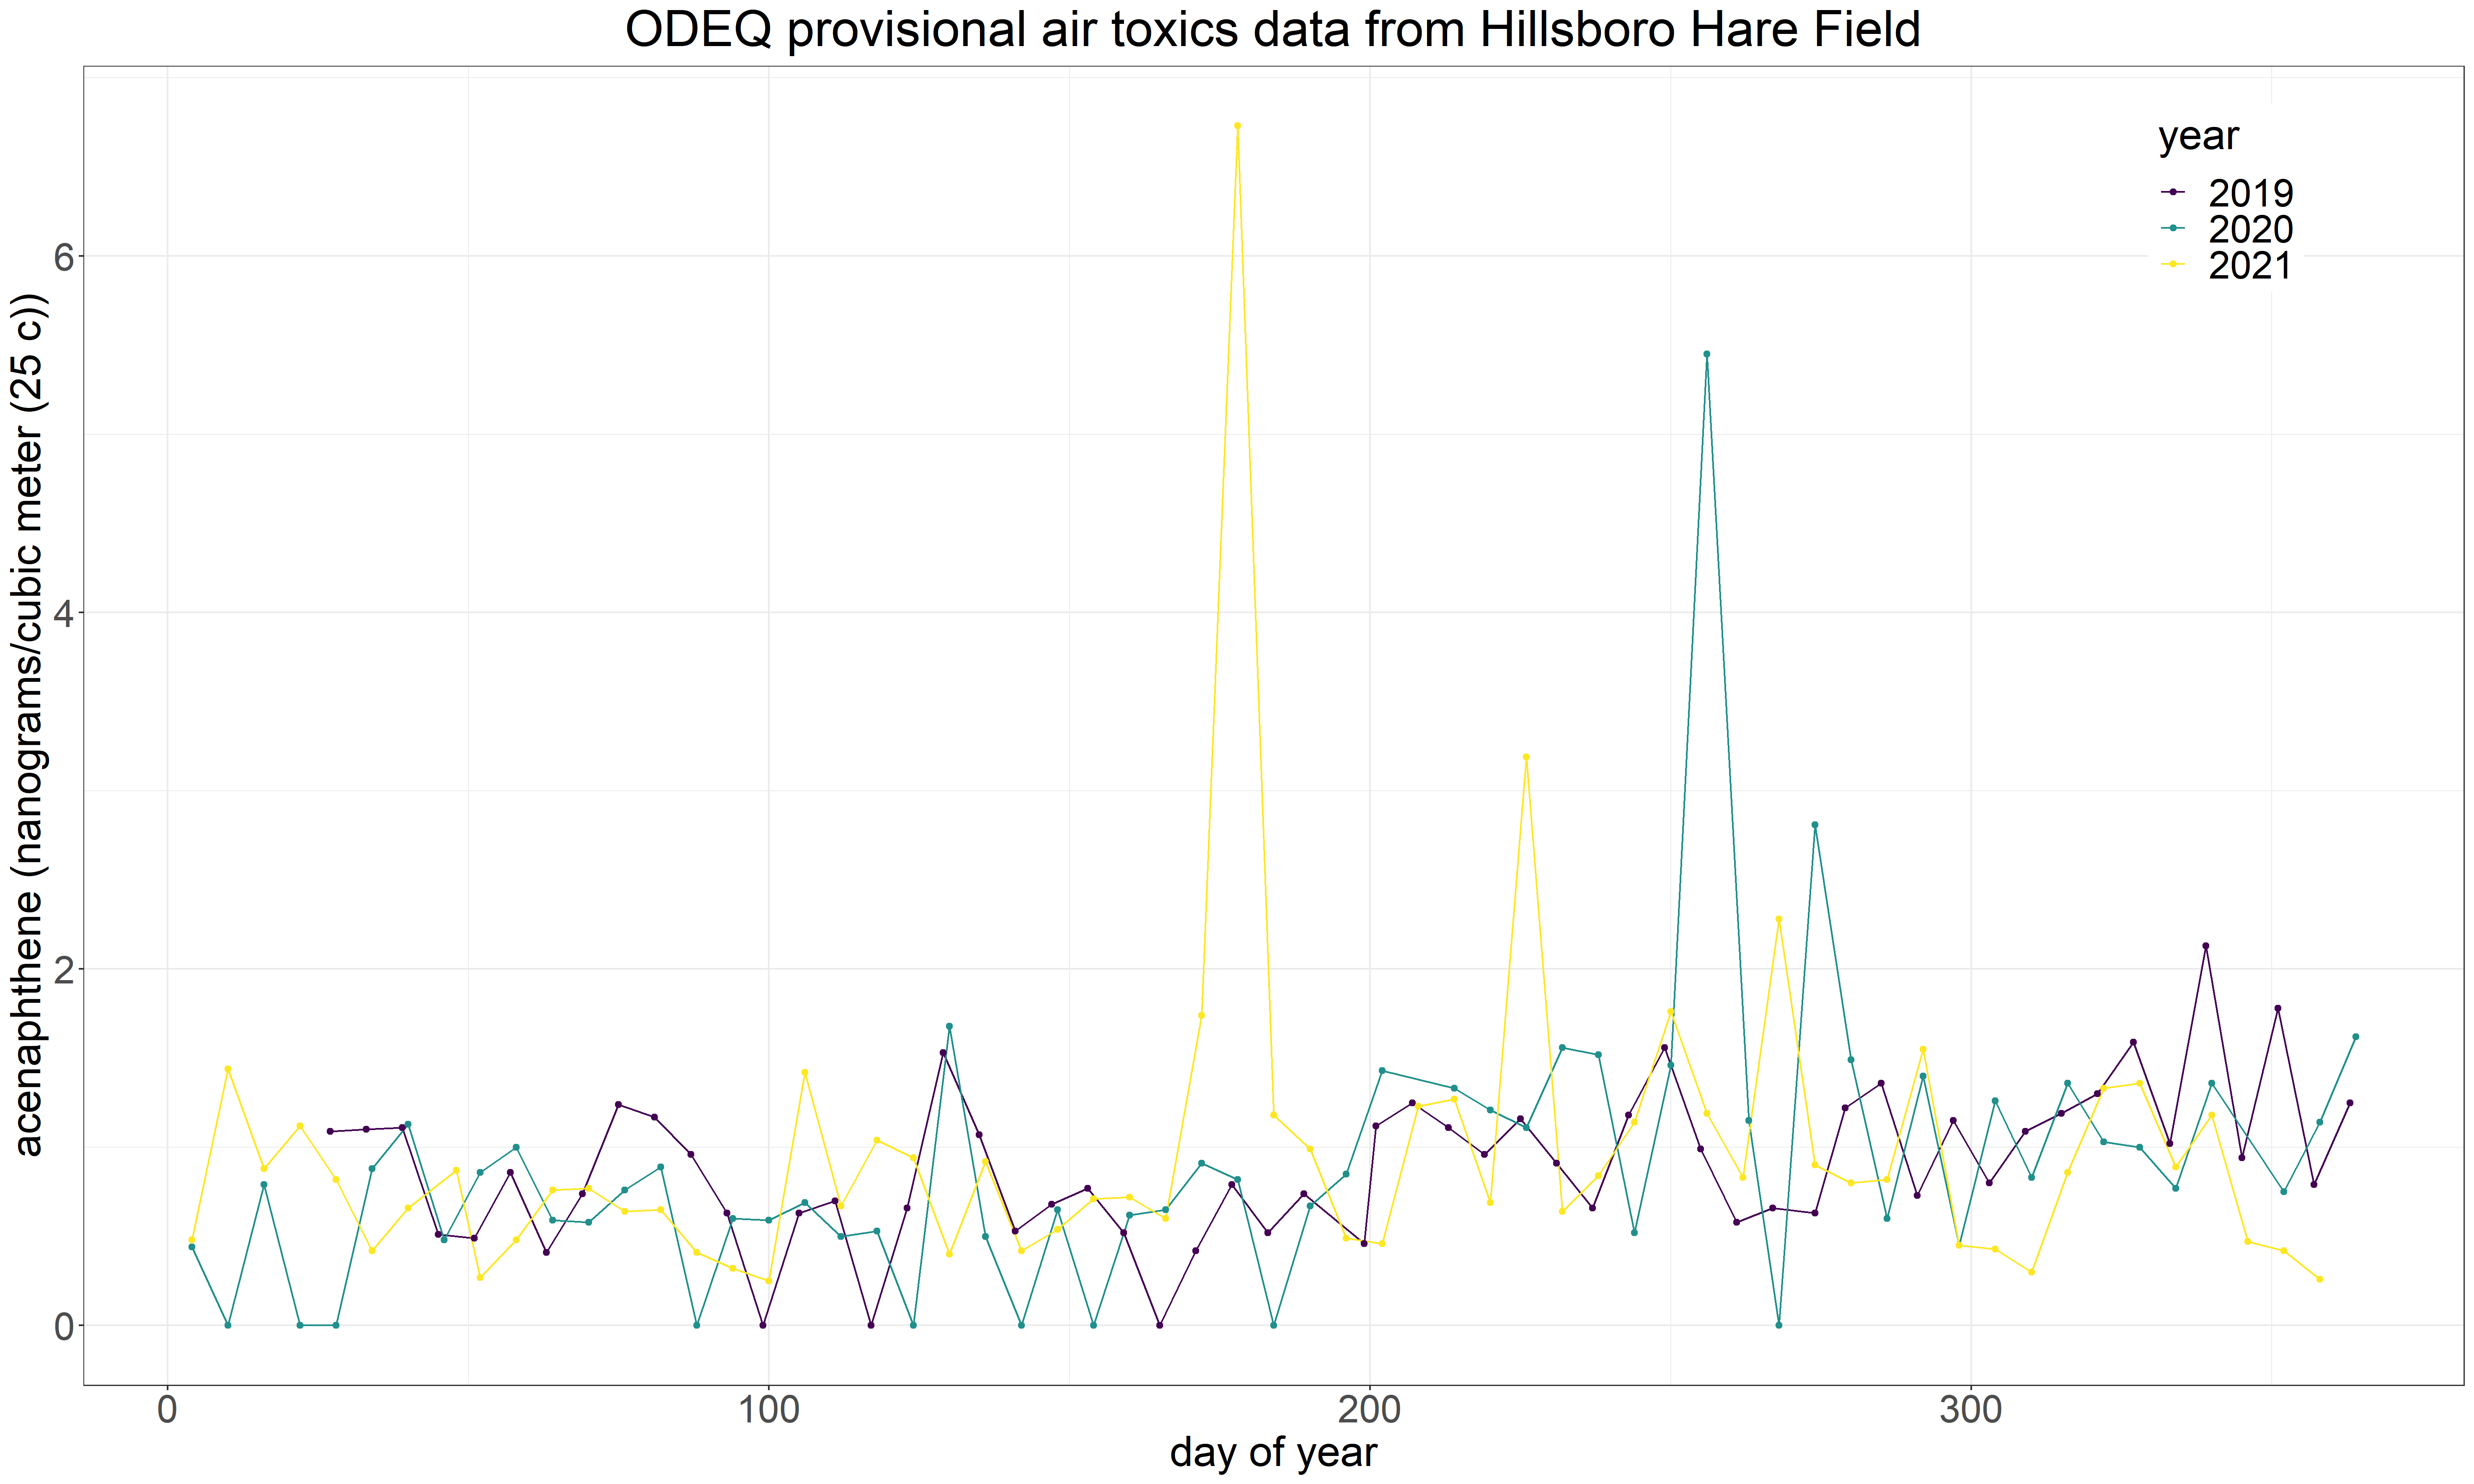 ODEQ provisional air toxics data from Hillsboro Hare Field
year
2019
2020
2021
acenaphthene (nanograms/cubic meter (25 c))
6
4
2
0
0 100 200 300
day of year